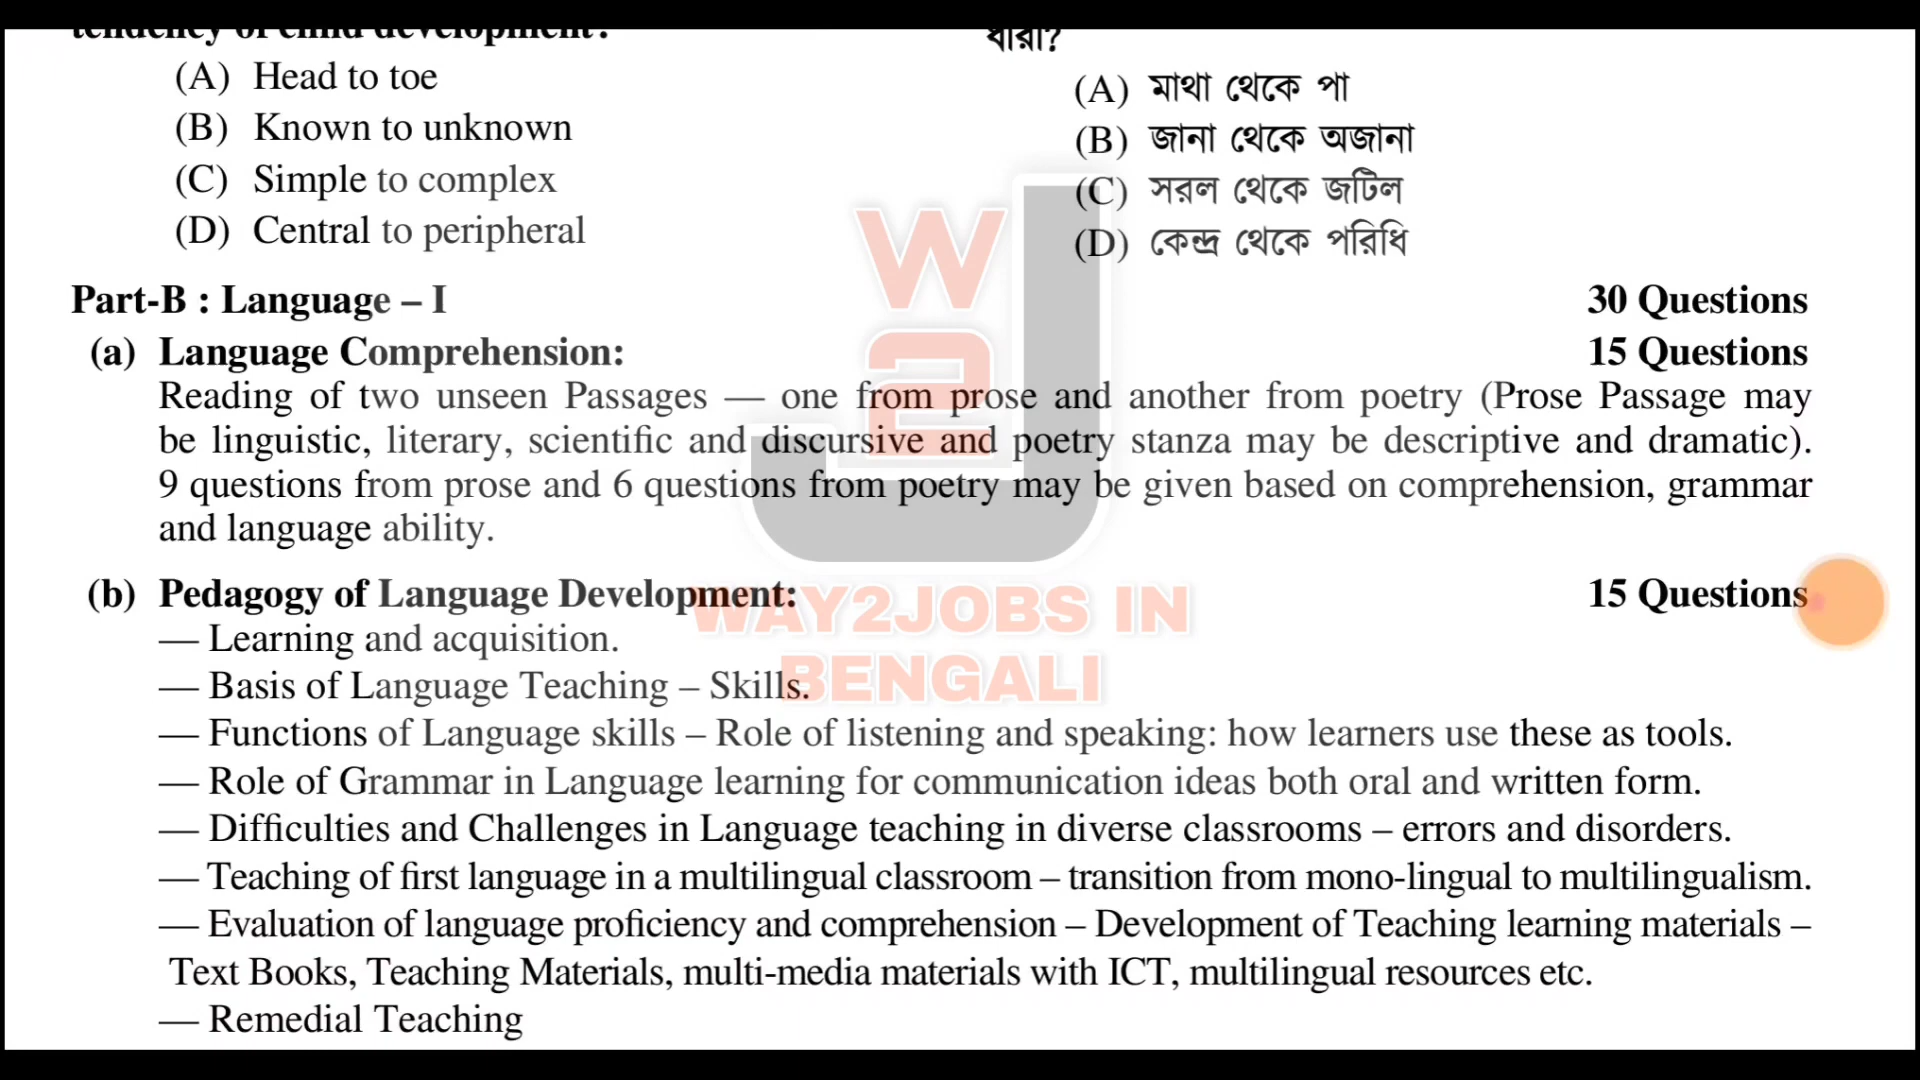 tendency of child development?
(A) Head to toe
(B) Known to unknown
(C) Simple to complex
(D) Central to peripheral
ধারা?
(A) মাথা থেকে পা
(B) জানা থেকে অজানা
(C) সরল থেকে জটিল
(D) কেন্দ্র থেকে পরিধি
Part-B : Language – I 30 Questions
(a) Language Comprehension: 15 Questions
Reading of two unseen Passages — one from prose and another from poetry (Prose Passage may
be linguistic, literary, scientific and discursive and poetry stanza may be descriptive and dramatic).
9 questions from prose and 6 questions from poetry may be given based on comprehension, grammar
and language ability.
(b) Pedagogy of Language Development: 15 Questions
— Learning and acquisition.
— Basis of Language Teaching – Skills.
— Functions of Language skills – Role of listening and speaking: how learners use these as tools.
— Role of Grammar in Language learning for communication ideas both oral and written form.
— Difficulties and Challenges in Language teaching in diverse classrooms – errors and disorders.
— Teaching of first language in a multilingual classroom – transition from mono-lingual to multilingualism.
— Evaluation of language proficiency and comprehension – Development of Teaching learning materials –
Text Books, Teaching Materials, multi-media materials with ICT, multilingual resources etc.
— Remedial Teaching
W2J
WAY2JOBS IN
BENGALI